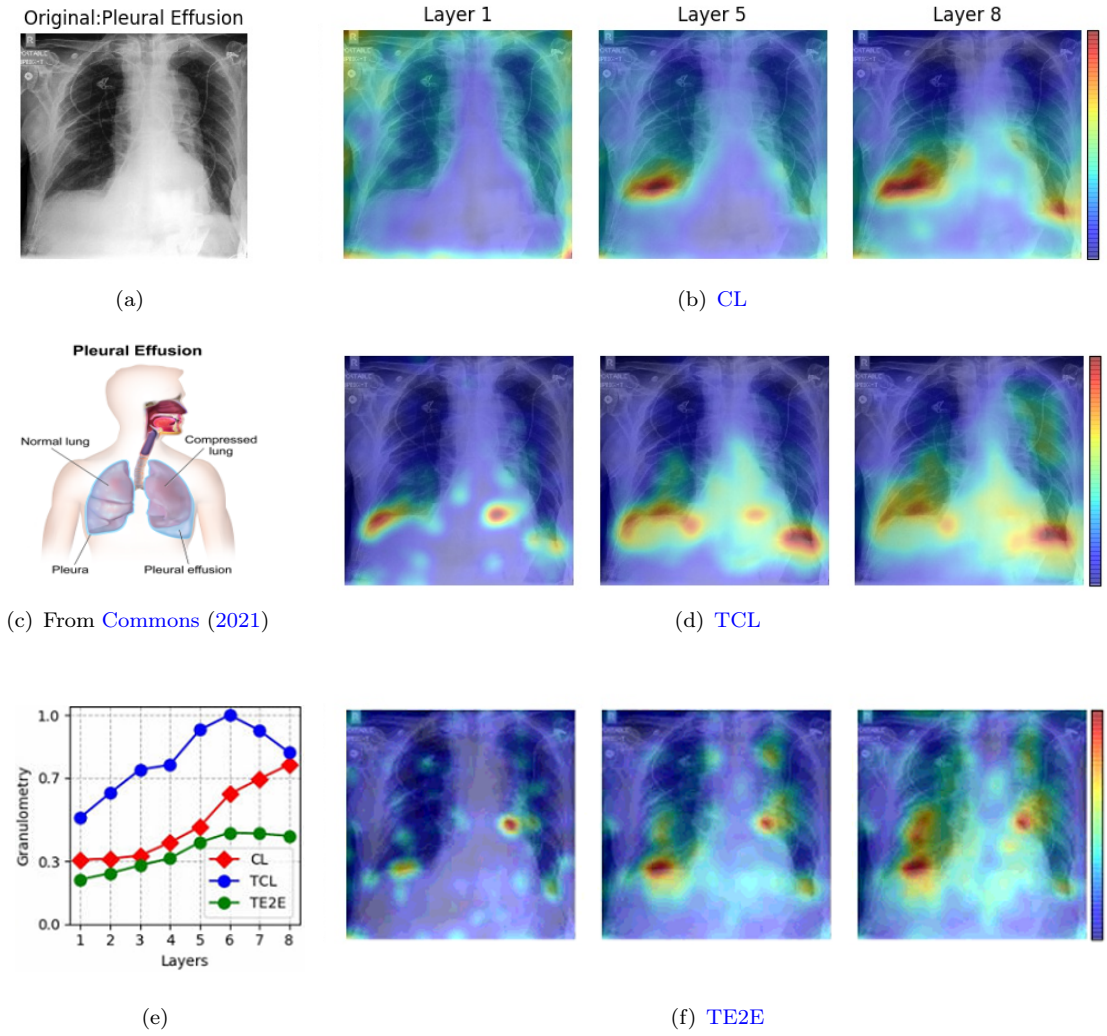 Original:Pleural Effusion
Layer 1
Layer 5
Layer 8
R
(a)
(b) CL
Pleural Effusion
Normal lung
Compressed lung
Pleura
Pleural effusion
(c) From Commons (2021)
(d) TCL
1.0
0.7
0.3
0.0
Granulometry
CL
TCL
TE2E
1 2 3 4 5 6 7 8
Layers
(e)
(f) TE2E